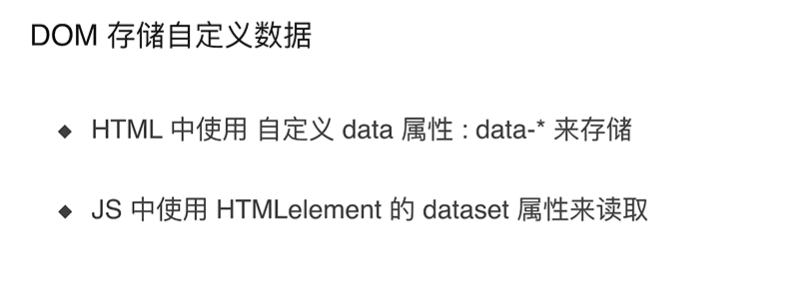 DOM 存储自定义数据
◆ HTML 中使用 自定义 data 属性 : data-* 来存储
◆ JS 中使用 HTMLelement 的 dataset 属性来读取